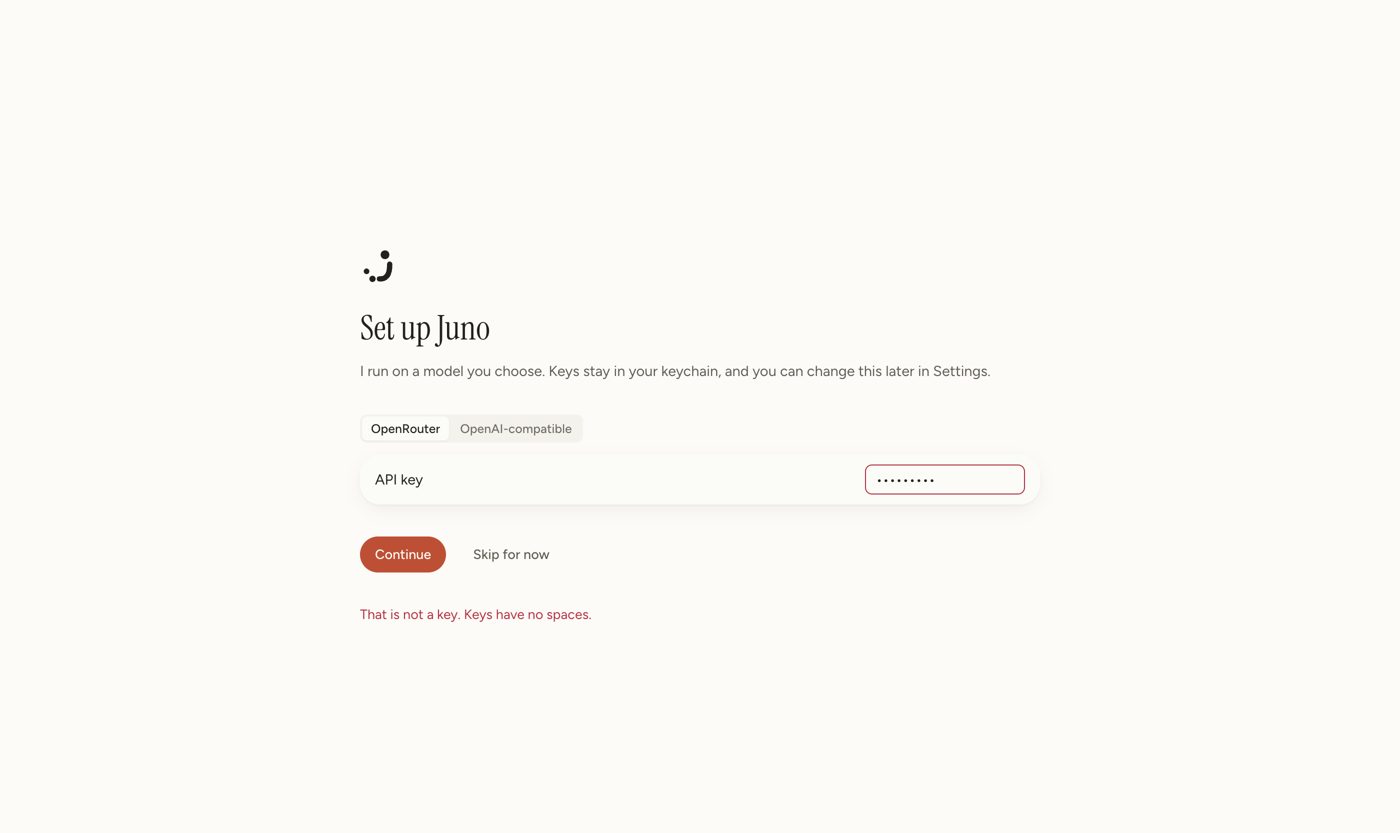 Set up Juno
I run on a model you choose. Keys stay in your keychain, and you can change this later in Settings.
OpenRouter OpenAI-compatible
API key •••••••••
Continue Skip for now
That is not a key. Keys have no spaces.